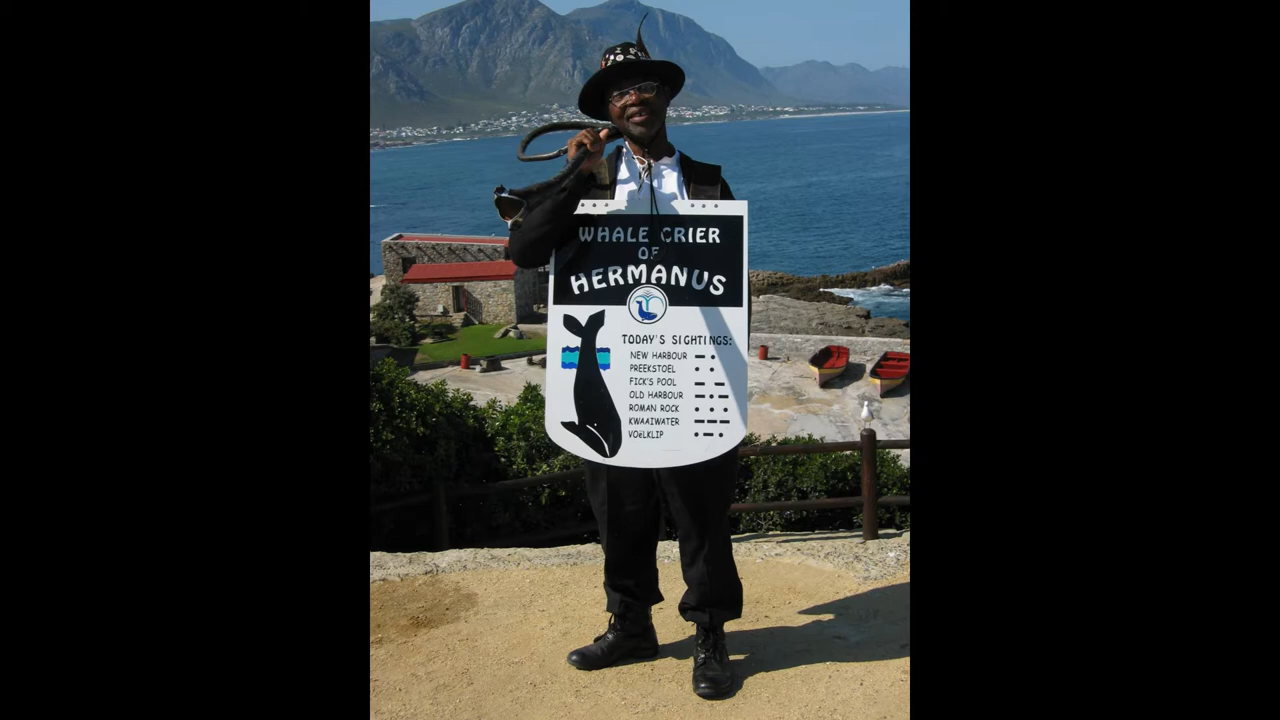 WHALE CRIER
OF
HERMANUS
TODAY'S SIGHTINGS:
NEW HARBOUR
PREEKSTOEL
FICK'S POOL
OLD HARBOUR
ROMAN ROCK
KWAAIWATER
VOëLKLIP